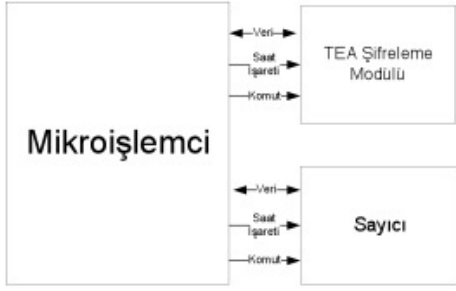 Mikroişlemci
Veri
Saat
İşareti
Komut
TEA Şifreleme
Modülü
Veri
Saat
İşareti
Komut
Sayıcı